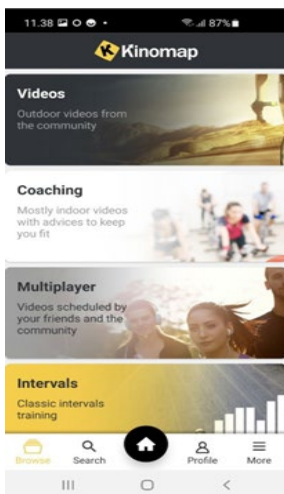 11.38 87%
Kinomap
Videos
Outdoor videos from
the community
Coaching
Mostly indoor videos
with advices to keep
you fit
Multiplayer
Videos scheduled by
your friends and the
community
Intervals
Classic intervals
training
Browse Search Profile More